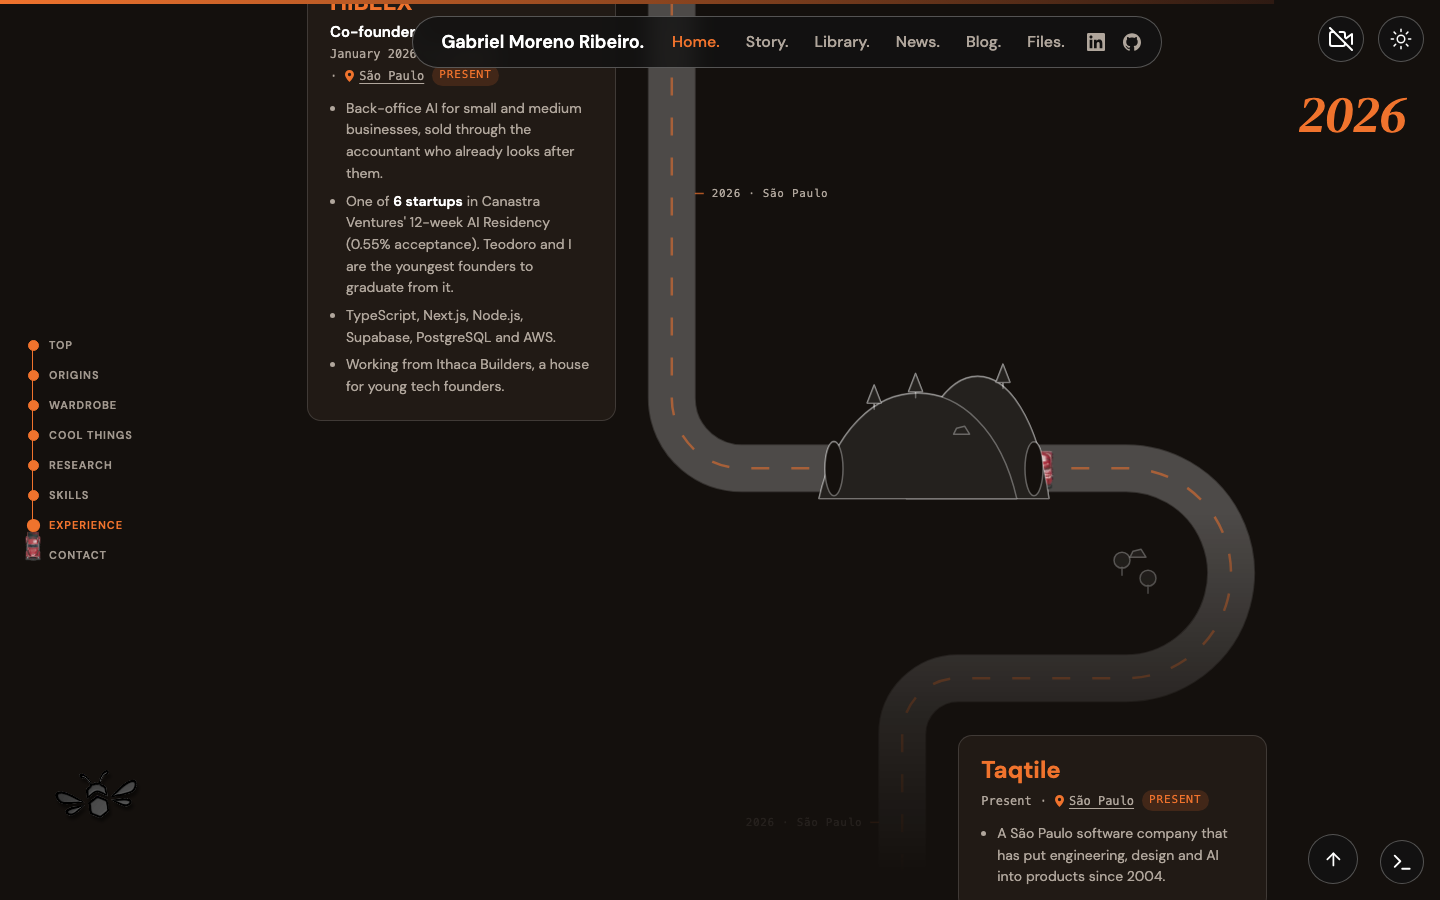 Gabriel Moreno Ribeiro.
Home.
Story.
Library.
News.
Blog.
Files.
2026
HIBEEX
Co-founder
January 2026
· São Paulo PRESENT
Back-office AI for small and medium
businesses, sold through the
accountant who already looks after
them.
One of 6 startups in Canastra
Ventures' 12-week AI Residency
(0.55% acceptance). Teodoro and I
are the youngest founders to
graduate from it.
TypeScript, Next.js, Node.js,
Supabase, PostgreSQL and AWS.
Working from Ithaca Builders, a house
for young tech founders.
2026 · São Paulo
TOP
ORIGINS
WARDROBE
COOL THINGS
RESEARCH
SKILLS
EXPERIENCE
CONTACT
2026 · São Paulo
Taqtile
Present · São Paulo PRESENT
A São Paulo software company that
has put engineering, design and AI
into products since 2004.